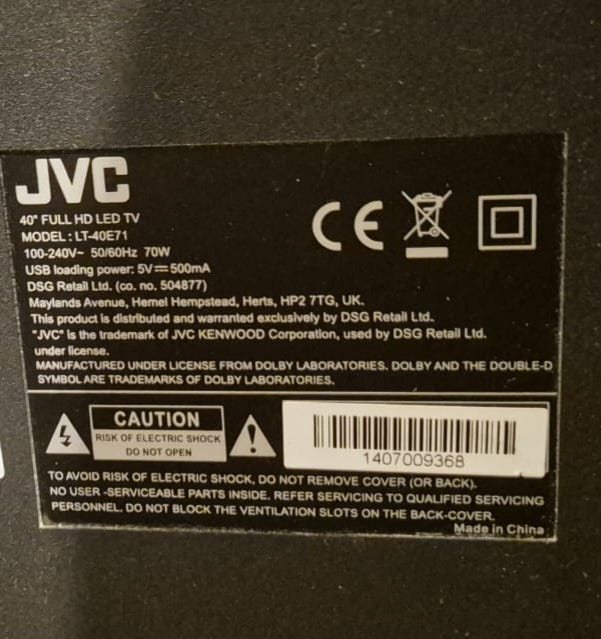 JVC
40" FULL HD LED TV
MODEL : LT-40E71
100-240V~ 50/60Hz 70W
USB loading power: 5V⎓500mA
DSG Retail Ltd. (co. no. 504877)
Maylands Avenue, Hemel Hempstead, Herts, HP2 7TG, UK.
This product is distributed and warranted exclusively by DSG Retail Ltd.
"JVC" is the trademark of JVC KENWOOD Corporation, used by DSG Retail Ltd.
under license.
MANUFACTURED UNDER LICENSE FROM DOLBY LABORATORIES. DOLBY AND THE DOUBLE-D
SYMBOL ARE TRADEMARKS OF DOLBY LABORATORIES.
CE
CAUTION
RISK OF ELECTRIC SHOCK
DO NOT OPEN
1407009368
TO AVOID RISK OF ELECTRIC SHOCK, DO NOT REMOVE COVER (OR BACK).
NO USER -SERVICEABLE PARTS INSIDE. REFER SERVICING TO QUALIFIED SERVICING
PERSONNEL. DO NOT BLOCK THE VENTILATION SLOTS ON THE BACK-COVER.
Made in China